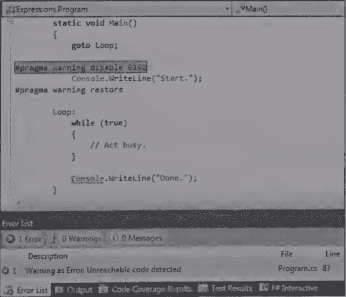 Expressions.Program
Main()
static void Main()
{
goto Loop;
#pragma warning disable 0162
Console.WriteLine("Start.");
#pragma warning restore
Loop:
while (true)
{
// Act busy.
}
Console.WriteLine("Done.");
}
Error List
1 Error
0 Warnings
0 Messages
Description File Line
1 Warning as Error: Unreachable code detected Program.cs 87
Error List Output Code Coverage Results Test Results F# Interactive